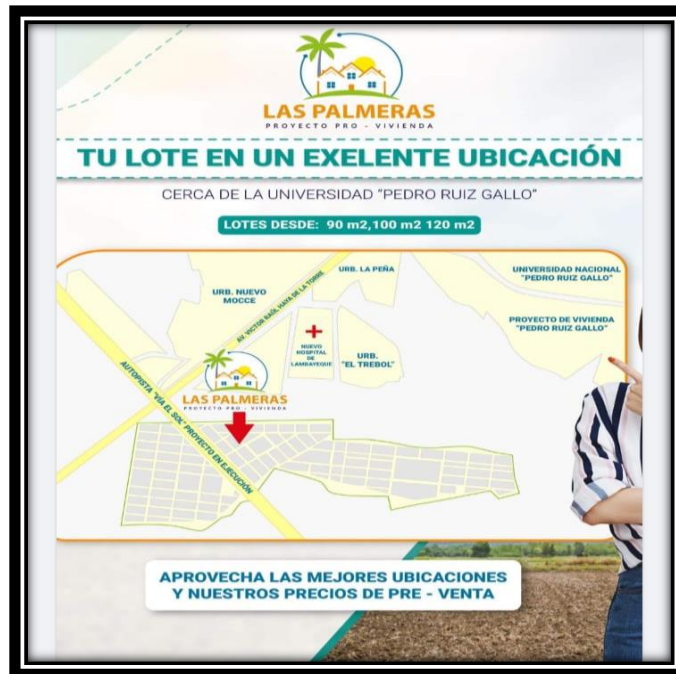 LAS PALMERAS
PROYECTO PRO - VIVIENDA
TU LOTE EN UN EXELENTE UBICACIÓN
CERCA DE LA UNIVERSIDAD "PEDRO RUIZ GALLO"
LOTES DESDE: 90 m2,100 m2 120 m2
URB. NUEVO
MOCCE
AV. VICTOR RAÚL HAYA DE LA TORRE
URB. LA PEÑA
UNIVERSIDAD NACIONAL
"PEDRO RUIZ GALLO"
PROYECTO DE VIVIENDA
"PEDRO RUIZ GALLO"
NUEVO
HOSPITAL
DE
LAMBAYEQUE
URB.
"EL TREBOL"
AUTOPISTA "VÍA EL SOL" PROYECTO EN EJECUCIÓN
LAS PALMERAS
PROYECTO PRO - VIVIENDA
APROVECHA LAS MEJORES UBICACIONES
Y NUESTROS PRECIOS DE PRE - VENTA